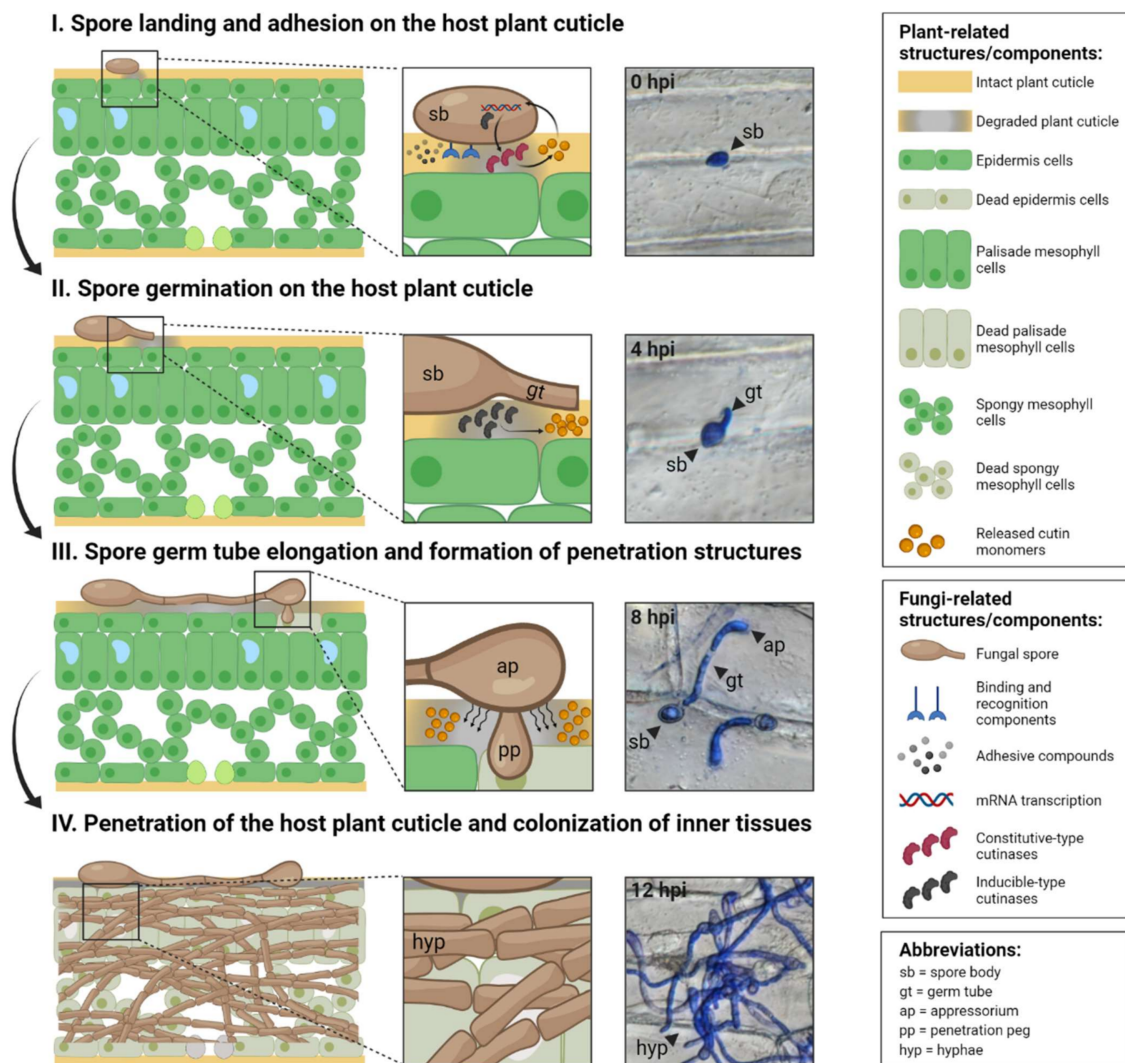 I. Spore landing and adhesion on the host plant cuticle
sb
0 hpi
sb
II. Spore germination on the host plant cuticle
sb
gt
4 hpi
gt
sb
III. Spore germ tube elongation and formation of penetration structures
ap
pp
8 hpi
ap
gt
sb
IV. Penetration of the host plant cuticle and colonization of inner tissues
hyp
12 hpi
hyp
Plant-related
structures/components:
Intact plant cuticle
Degraded plant cuticle
Epidermis cells
Dead epidermis cells
Palisade mesophyll
cells
Dead palisade
mesophyll cells
Spongy mesophyll
cells
Dead spongy
mesophyll cells
Released cutin
monomers
Fungi-related
structures/components:
Fungal spore
Binding and
recognition
components
Adhesive compounds
mRNA transcription
Constitutive-type
cutinases
Inducible-type
cutinases
Abbreviations:
sb = spore body
gt = germ tube
ap = appressorium
pp = penetration peg
hyp = hyphae